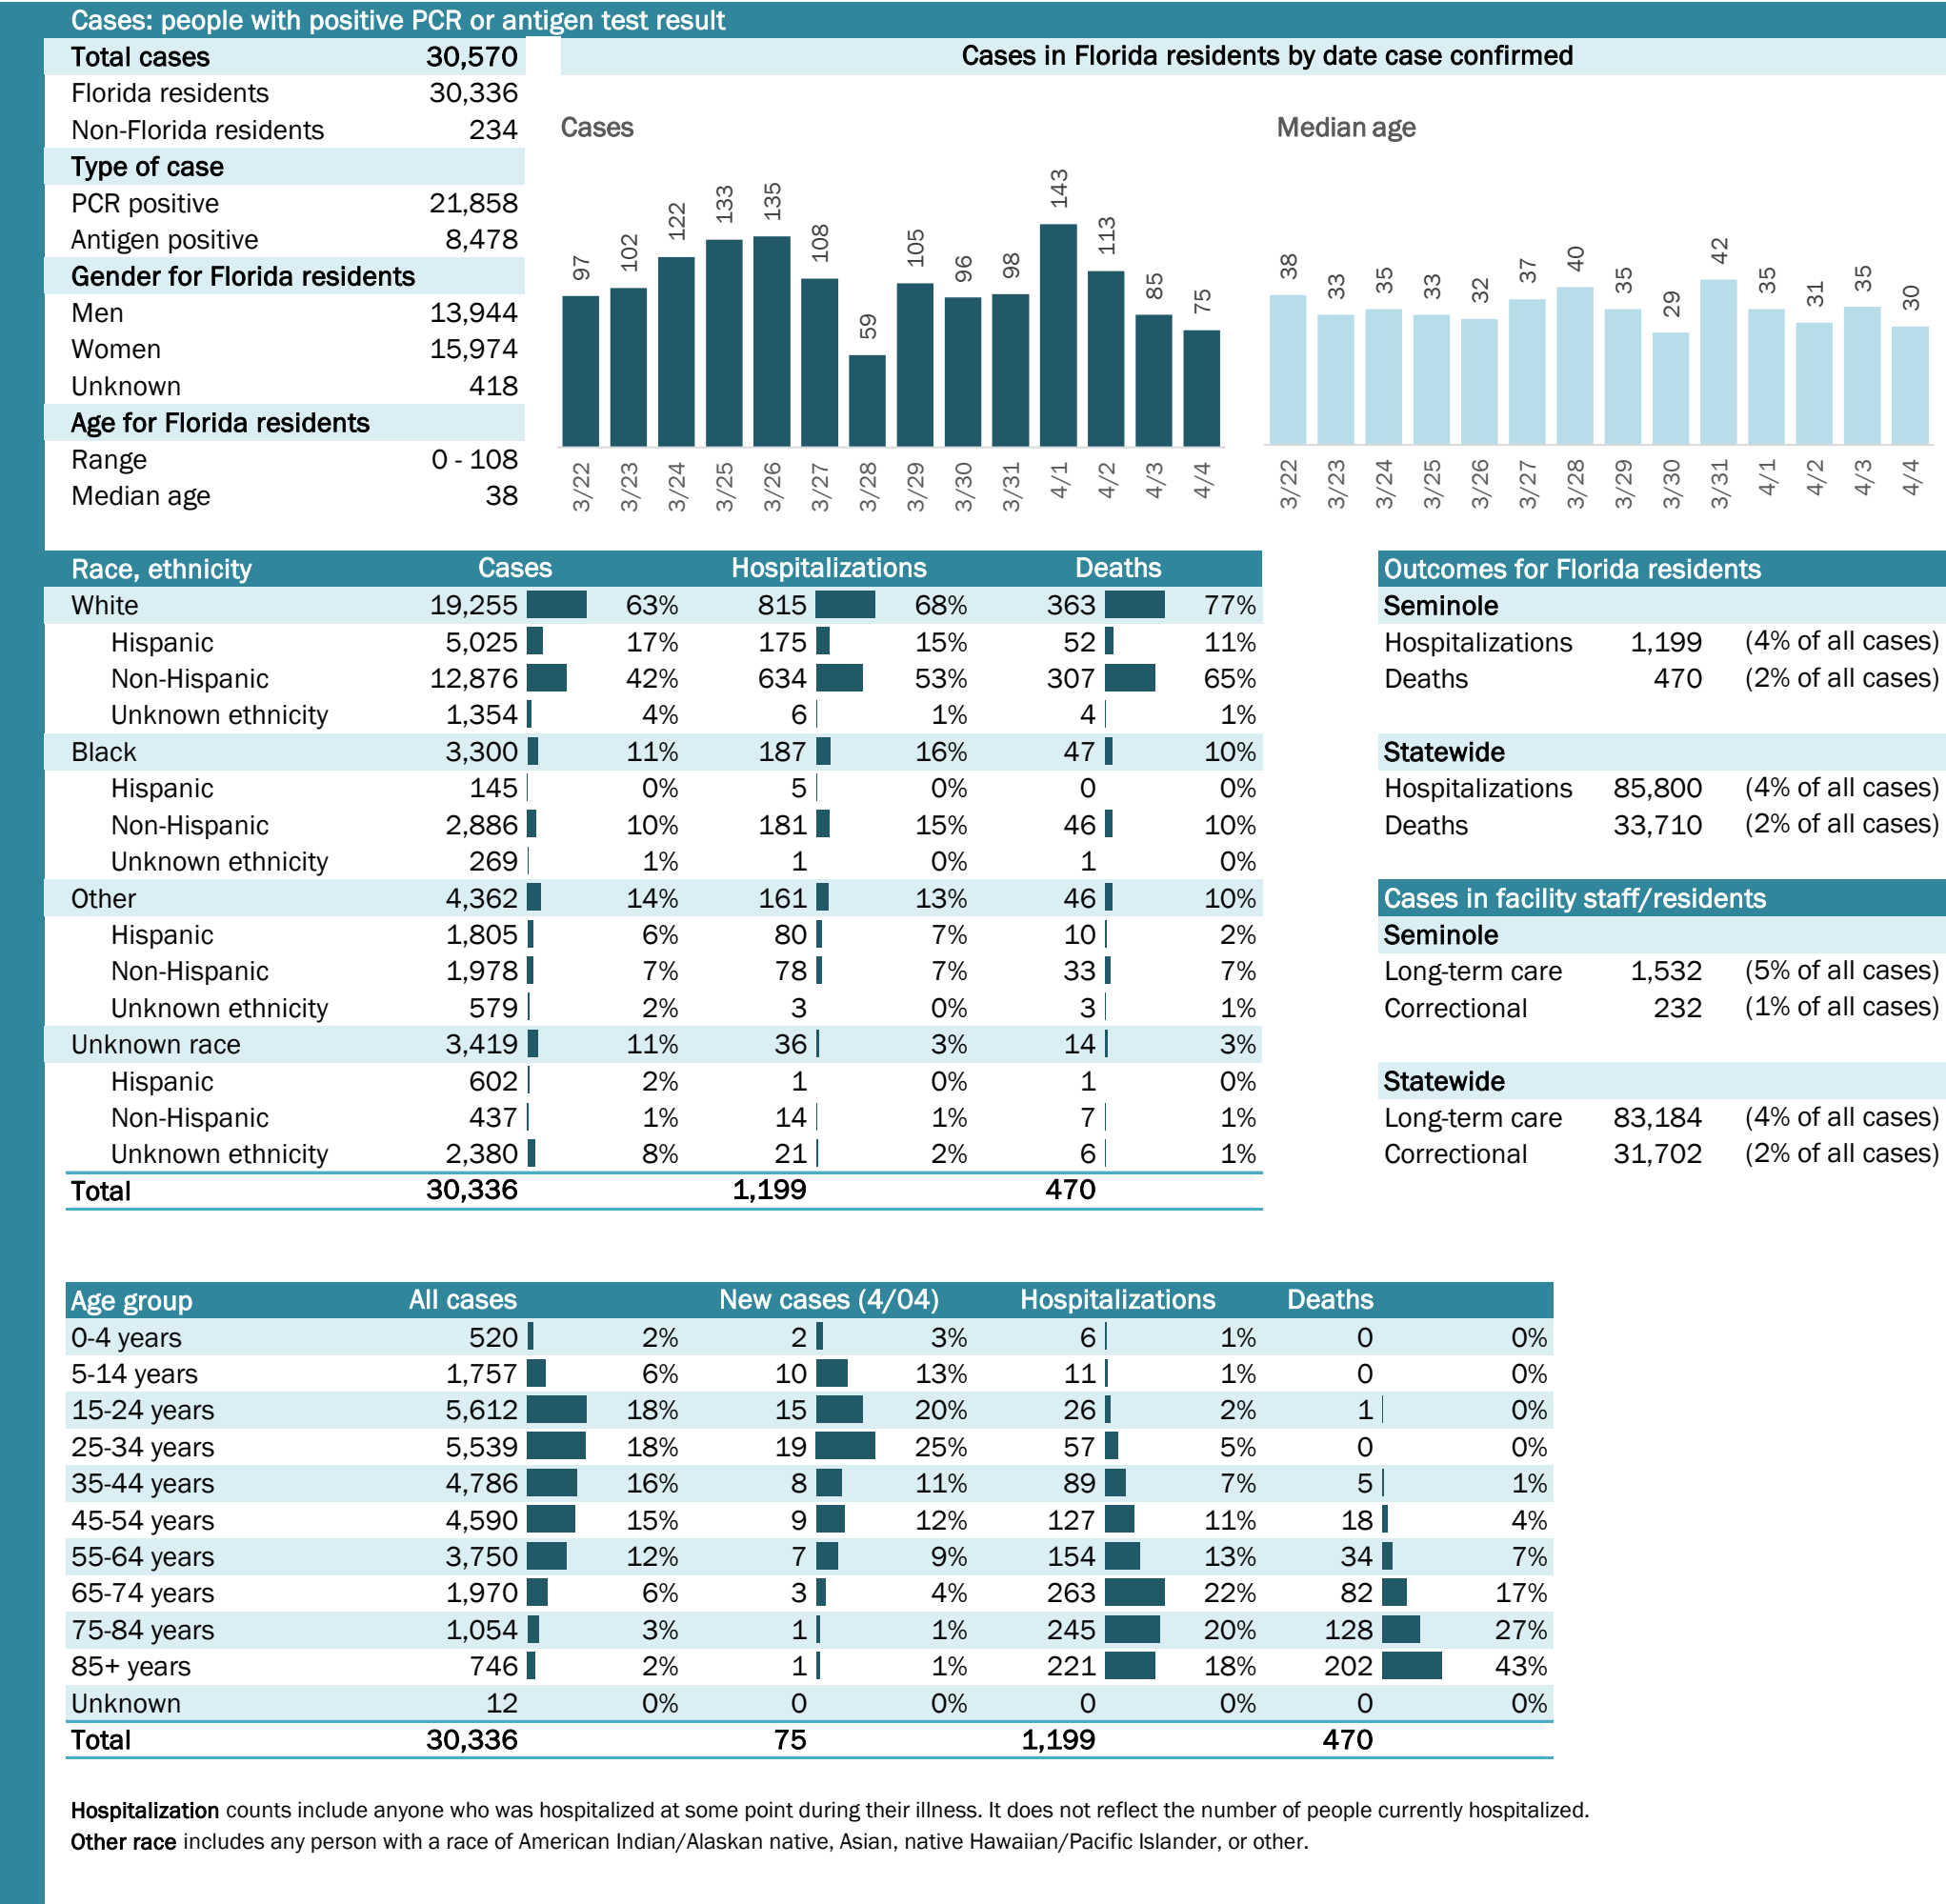 Cases: people with positive PCR or antigen test result
Total cases 30,570
Florida residents 30,336
Non-Florida residents 234
Type of case
PCR positive 21,858
Antigen positive 8,478
Gender for Florida residents
Men 13,944
Women 15,974
Unknown 418
Age for Florida residents
Range 0 - 108
Median age 38
Cases in Florida residents by date case confirmed
Cases
97 102 122 133 135 108 59 105 96 98 143 113 85 75
3/22 3/23 3/24 3/25 3/26 3/27 3/28 3/29 3/30 3/31 4/1 4/2 4/3 4/4
Median age
38 33 35 33 32 37 40 35 29 42 35 31 35 30
3/22 3/23 3/24 3/25 3/26 3/27 3/28 3/29 3/30 3/31 4/1 4/2 4/3 4/4
Race, ethnicity Cases Hospitalizations Deaths
White 19,255 63% 815 68% 363 77%
Hispanic 5,025 17% 175 15% 52 11%
Non-Hispanic 12,876 42% 634 53% 307 65%
Unknown ethnicity 1,354 4% 6 1% 4 1%
Black 3,300 11% 187 16% 47 10%
Hispanic 145 0% 5 0% 0 0%
Non-Hispanic 2,886 10% 181 15% 46 10%
Unknown ethnicity 269 1% 1 0% 1 0%
Other 4,362 14% 161 13% 46 10%
Hispanic 1,805 6% 80 7% 10 2%
Non-Hispanic 1,978 7% 78 7% 33 7%
Unknown ethnicity 579 2% 3 0% 3 1%
Unknown race 3,419 11% 36 3% 14 3%
Hispanic 602 2% 1 0% 1 0%
Non-Hispanic 437 1% 14 1% 7 1%
Unknown ethnicity 2,380 8% 21 2% 6 1%
Total 30,336 1,199 470
Outcomes for Florida residents
Seminole
Hospitalizations 1,199 (4% of all cases)
Deaths 470 (2% of all cases)
Statewide
Hospitalizations 85,800 (4% of all cases)
Deaths 33,710 (2% of all cases)
Cases in facility staff/residents
Seminole
Long-term care 1,532 (5% of all cases)
Correctional 232 (1% of all cases)
Statewide
Long-term care 83,184 (4% of all cases)
Correctional 31,702 (2% of all cases)
Age group All cases New cases (4/04) Hospitalizations Deaths
0-4 years 520 2% 2 3% 6 1% 0 0%
5-14 years 1,757 6% 10 13% 11 1% 0 0%
15-24 years 5,612 18% 15 20% 26 2% 1 0%
25-34 years 5,539 18% 19 25% 57 5% 0 0%
35-44 years 4,786 16% 8 11% 89 7% 5 1%
45-54 years 4,590 15% 9 12% 127 11% 18 4%
55-64 years 3,750 12% 7 9% 154 13% 34 7%
65-74 years 1,970 6% 3 4% 263 22% 82 17%
75-84 years 1,054 3% 1 1% 245 20% 128 27%
85+ years 746 2% 1 1% 221 18% 202 43%
Unknown 12 0% 0 0% 0 0% 0 0%
Total 30,336 75 1,199 470
Hospitalization counts include anyone who was hospitalized at some point during their illness. It does not reflect the number of people currently hospitalized.
Other race includes any person with a race of American Indian/Alaskan native, Asian, native Hawaiian/Pacific Islander, or other.